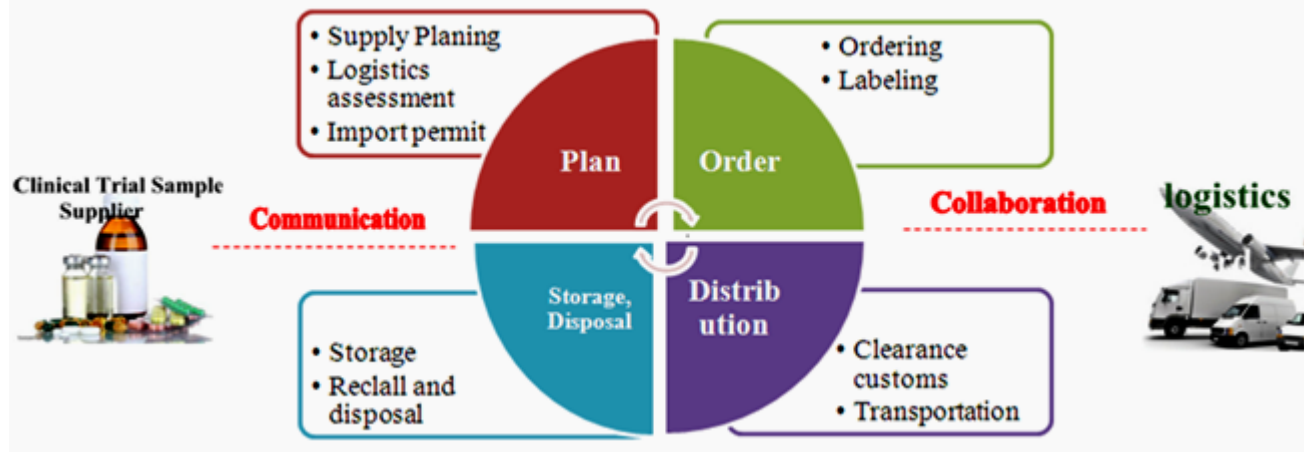 • Supply Planing
• Logistics
assessment
• Import permit
• Ordering
• Labeling
Plan
Order
Clinical Trial Sample
Supplier
Communication
Collaboration
logistics
Storage,
Disposal
Distrib
ution
• Storage
• Reclall and
disposal
• Clearance
customs
• Transportation